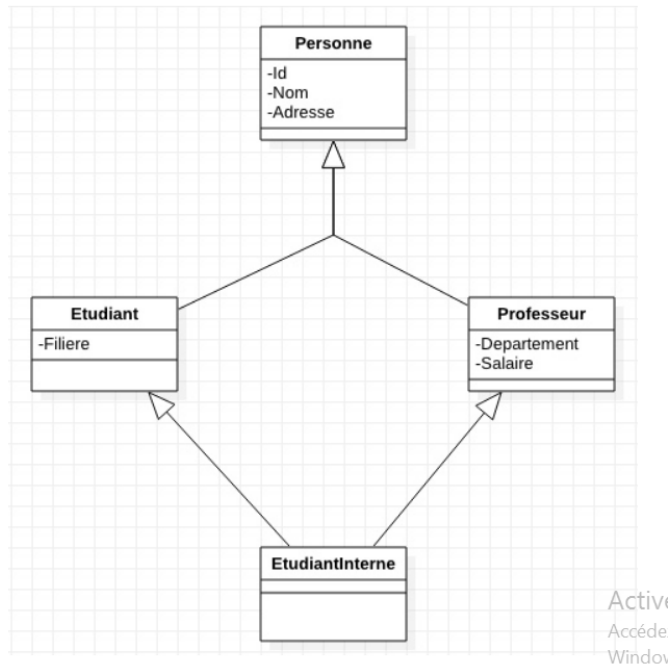 Personne
-Id
-Nom
-Adresse
Etudiant
-Filiere
Professeur
-Departement
-Salaire
EtudiantInterne
Active
Accéde
Window